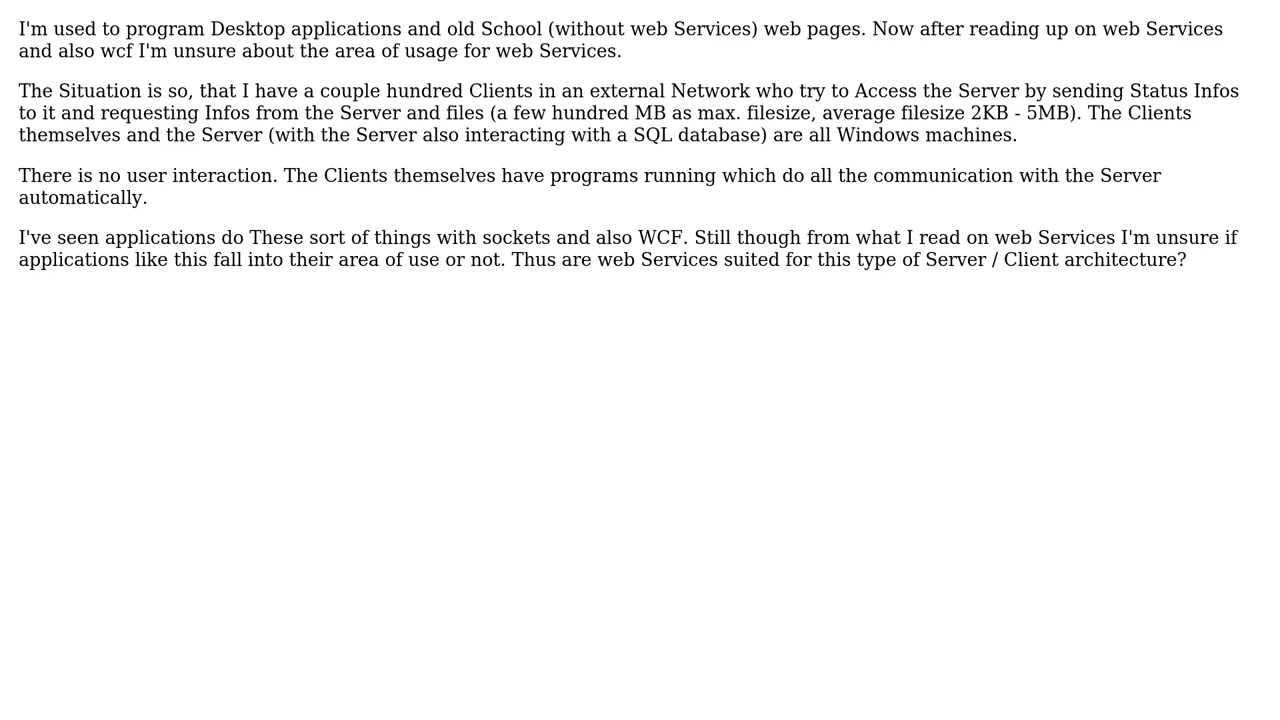 I'm used to program Desktop applications and old School (without web Services) web pages. Now after reading up on web Services
and also wcf I'm unsure about the area of usage for web Services.
The Situation is so, that I have a couple hundred Clients in an external Network who try to Access the Server by sending Status Infos
to it and requesting Infos from the Server and files (a few hundred MB as max. filesize, average filesize 2KB - 5MB). The Clients
themselves and the Server (with the Server also interacting with a SQL database) are all Windows machines.
There is no user interaction. The Clients themselves have programs running which do all the communication with the Server
automatically.
I've seen applications do These sort of things with sockets and also WCF. Still though from what I read on web Services I'm unsure if
applications like this fall into their area of use or not. Thus are web Services suited for this type of Server / Client architecture?